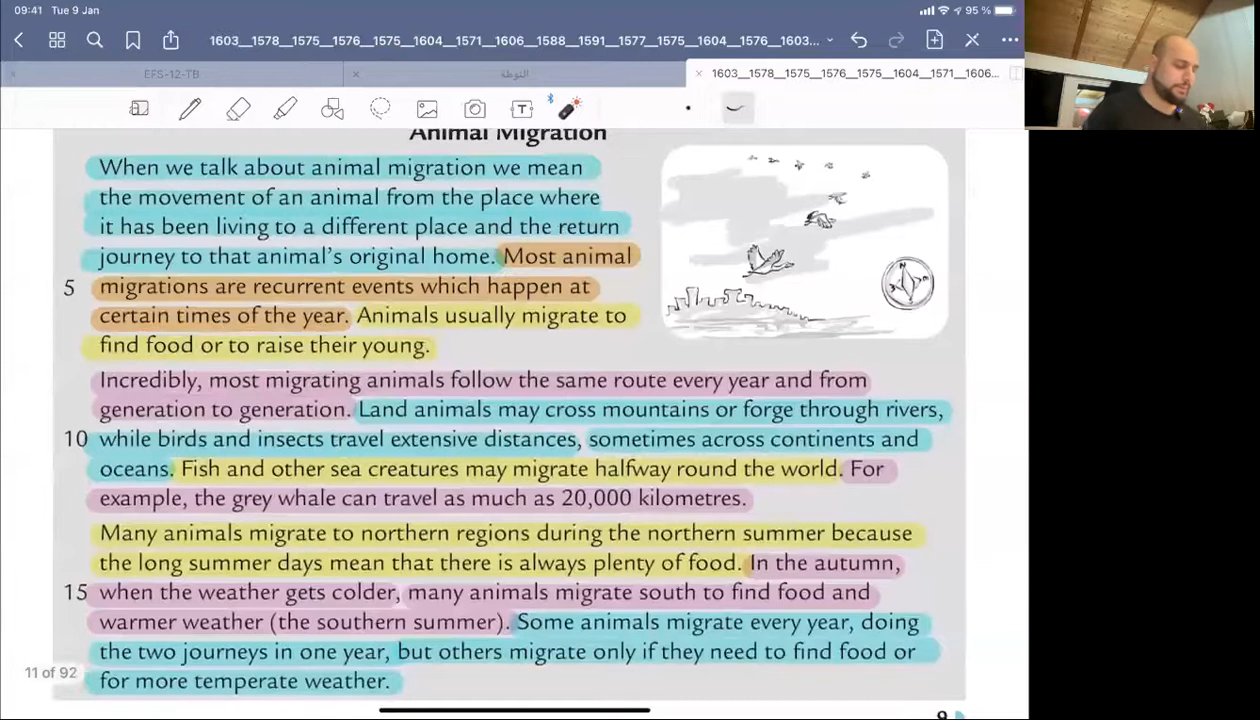 09:41 Tue 9 Jan
95 %
1603__1578__1575__1576__1575__1604__1571__1606__1588__1591__1577__1575__1604__1576__1603...
EFS-12-TB
التوطة
1603__1578__1575__1576__1575__1604__1571__1606...
T
Animal Migration
When we talk about animal migration we mean
the movement of an animal from the place where
it has been living to a different place and the return
journey to that animal's original home. Most animal
5 migrations are recurrent events which happen at
certain times of the year. Animals usually migrate to
find food or to raise their young.
Incredibly, most migrating animals follow the same route every year and from
generation to generation. Land animals may cross mountains or forge through rivers,
10 while birds and insects travel extensive distances, sometimes across continents and
oceans. Fish and other sea creatures may migrate halfway round the world. For
example, the grey whale can travel as much as 20,000 kilometres.
Many animals migrate to northern regions during the northern summer because
the long summer days mean that there is always plenty of food. In the autumn,
15 when the weather gets colder, many animals migrate south to find food and
warmer weather (the southern summer). Some animals migrate every year, doing
the two journeys in one year, but others migrate only if they need to find food or
for more temperate weather.
11 of 92
9